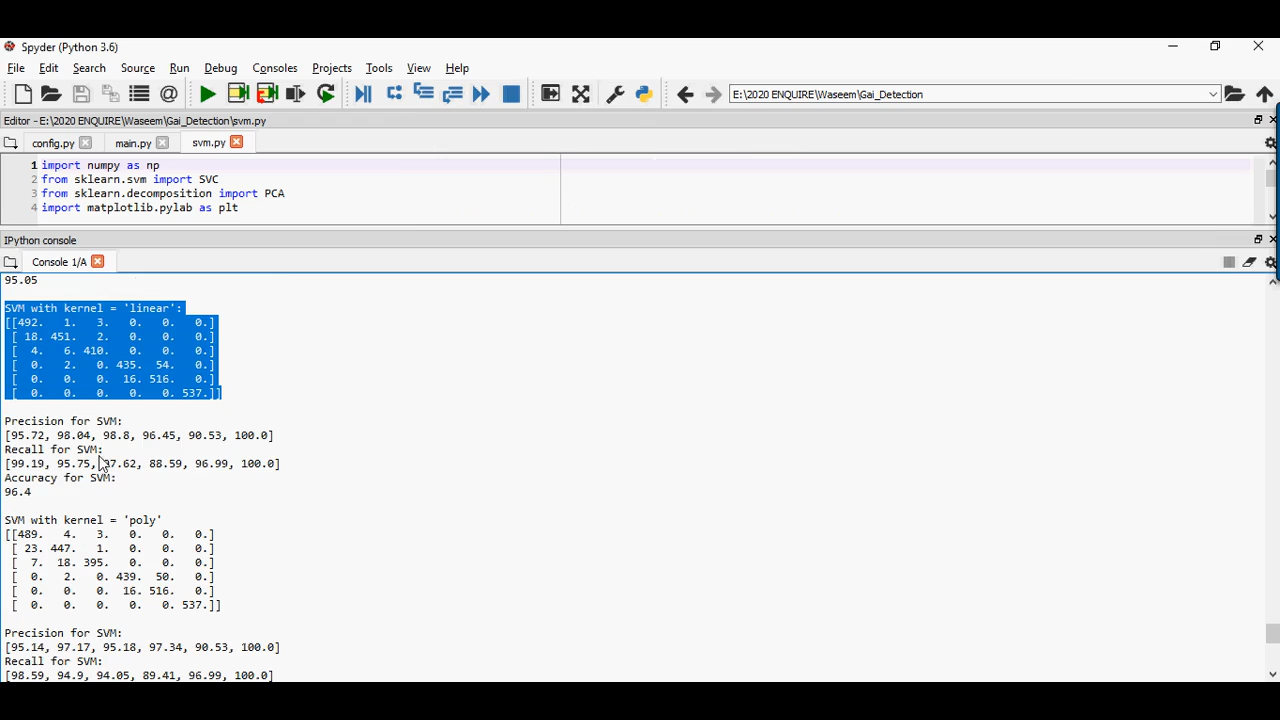 Spyder (Python 3.6)
File Edit Search Source Run Debug Consoles Projects Tools View Help
E:\2020 ENQUIRE\Waseem\Gai_Detection
Editor - E:\2020 ENQUIRE\Waseem\Gai_Detection\svm.py
config.py main.py svm.py
1 import numpy as np
2 from sklearn.svm import SVC
3 from sklearn.decomposition import PCA
4 import matplotlib.pylab as plt
IPython console
Console 1/A
95.05
SVM with kernel = 'linear':
[[492. 1. 3. 0. 0. 0.]
[ 18. 451. 2. 0. 0. 0.]
[ 4. 6. 410. 0. 0. 0.]
[ 0. 2. 0. 435. 54. 0.]
[ 0. 0. 0. 16. 516. 0.]
[ 0. 0. 0. 0. 0. 537.]]
Precision for SVM:
[95.72, 98.04, 98.8, 96.45, 90.53, 100.0]
Recall for SVM:
[99.19, 95.75, 97.62, 88.59, 96.99, 100.0]
Accuracy for SVM:
96.4
SVM with kernel = 'poly'
[[489. 4. 3. 0. 0. 0.]
[ 23. 447. 1. 0. 0. 0.]
[ 7. 18. 395. 0. 0. 0.]
[ 0. 2. 0. 439. 50. 0.]
[ 0. 0. 0. 16. 516. 0.]
[ 0. 0. 0. 0. 0. 537.]]
Precision for SVM:
[95.14, 97.17, 95.18, 97.34, 90.53, 100.0]
Recall for SVM:
[98.59, 94.9, 94.05, 89.41, 96.99, 100.0]